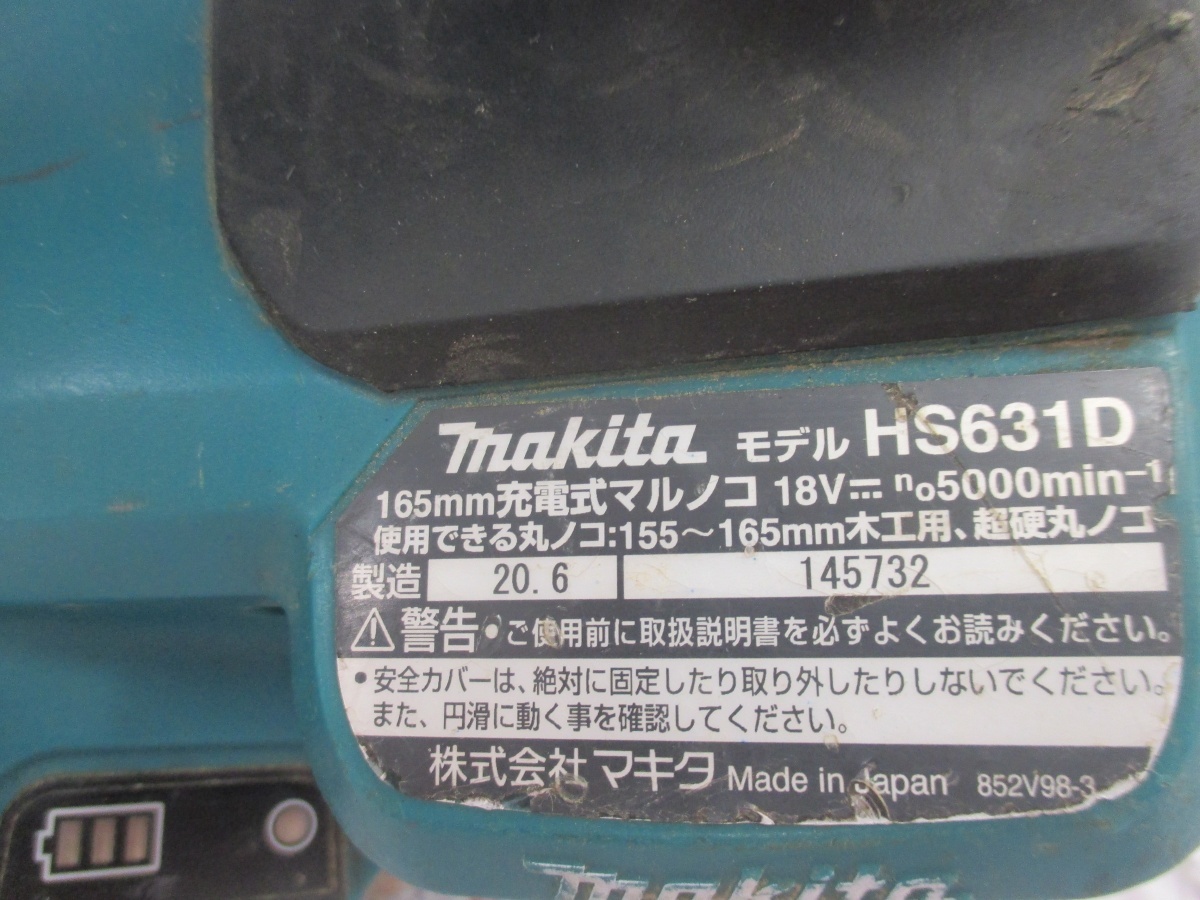 makita モデル HS631D
165mm充電式マルノコ 18V⎓ n₀5000min⁻¹
使用できる丸ノコ:155～165mm木工用、超硬丸ノコ
製造 20.6 145732
⚠警告 •ご使用前に取扱説明書を必ずよくお読みください。
•安全カバーは、絶対に固定したり取り外したりしないでください。
また、円滑に動く事を確認してください。
株式会社 マキタ Made in Japan 852V98-3
makita